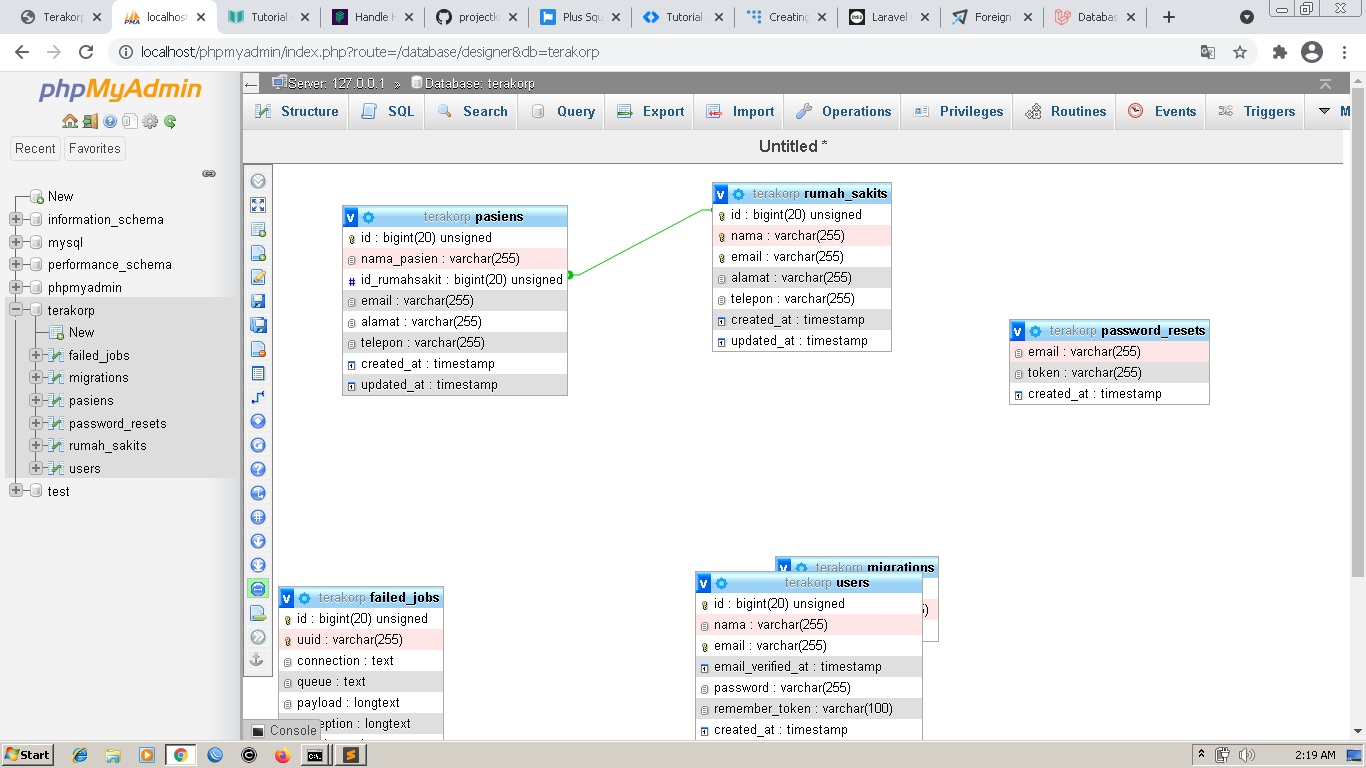 Terakorp
localhos
Tutorial
Handle H
projectk
Plus Squ
Tutorial
Creating
Laravel
Foreign
Databas
localhost/phpmyadmin/index.php?route=/database/designer&db=terakorp
phpMyAdmin
Recent
Favorites
New
information_schema
mysql
performance_schema
phpmyadmin
terakorp
New
failed_jobs
migrations
pasiens
password_resets
rumah_sakits
users
test
Server: 127.0.0.1 » Database: terakorp
Structure
SQL
Search
Query
Export
Import
Operations
Privileges
Routines
Events
Triggers
M
Untitled *
terakorp pasiens
id : bigint(20) unsigned
nama_pasien : varchar(255)
id_rumahsakit : bigint(20) unsigned
email : varchar(255)
alamat : varchar(255)
telepon : varchar(255)
created_at : timestamp
updated_at : timestamp
terakorp rumah_sakits
id : bigint(20) unsigned
nama : varchar(255)
email : varchar(255)
alamat : varchar(255)
telepon : varchar(255)
created_at : timestamp
updated_at : timestamp
terakorp password_resets
email : varchar(255)
token : varchar(255)
created_at : timestamp
terakorp failed_jobs
id : bigint(20) unsigned
uuid : varchar(255)
connection : text
queue : text
payload : longtext
eption : longtext
terakorp migrations
terakorp users
id : bigint(20) unsigned
nama : varchar(255)
email : varchar(255)
email_verified_at : timestamp
password : varchar(255)
remember_token : varchar(100)
created_at : timestamp
Console
Start
2:19 AM